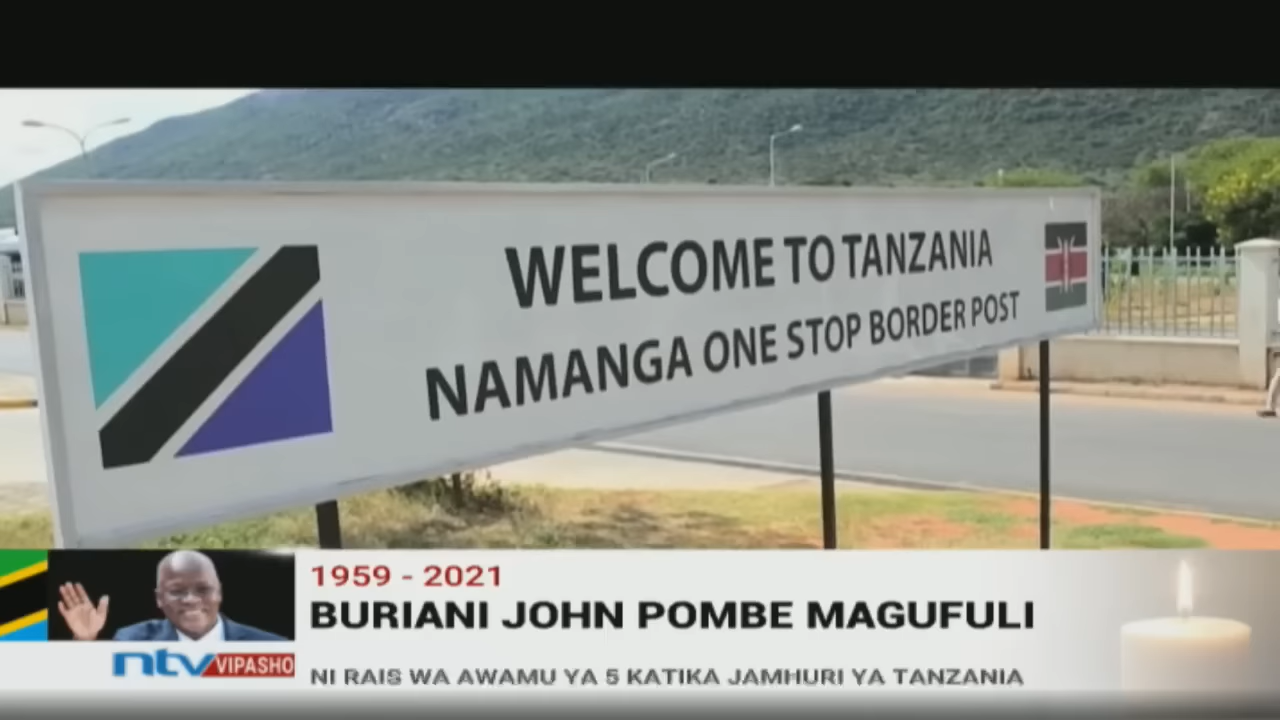 WELCOME TO TANZANIA
NAMANGA ONE STOP BORDER POST
1959 - 2021
BURIANI JOHN POMBE MAGUFULI
ntv VIPASHO
NI RAIS WA AWAMU YA 5 KATIKA JAMHURI YA TANZANIA